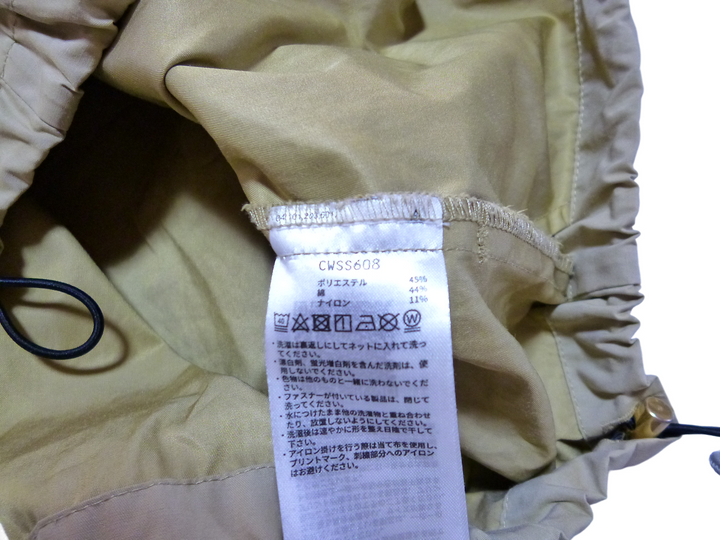 CWSS608
ポリエステル 45%
綿 44%
ナイロン 11%
・洗濯は裏返しにしてネットに入れて洗っ
てください。
・漂白剤、蛍光増白剤を含んだ洗剤は、使
用しないでください。
・色物は他のものと一緒に洗わないでくださ
い。
・ファスナーが付いている製品は、閉じて
洗ってください。
・水につけたまま他の洗濯物と重ね合わせ
たり、放置しないようにしてください。
・洗濯後は速やかに形を整え日陰で干して
下さい。
・アイロン掛けを行う際は当て布を使用し、
プリントマーク、刺繍部分へのアイロン
はお避けください。